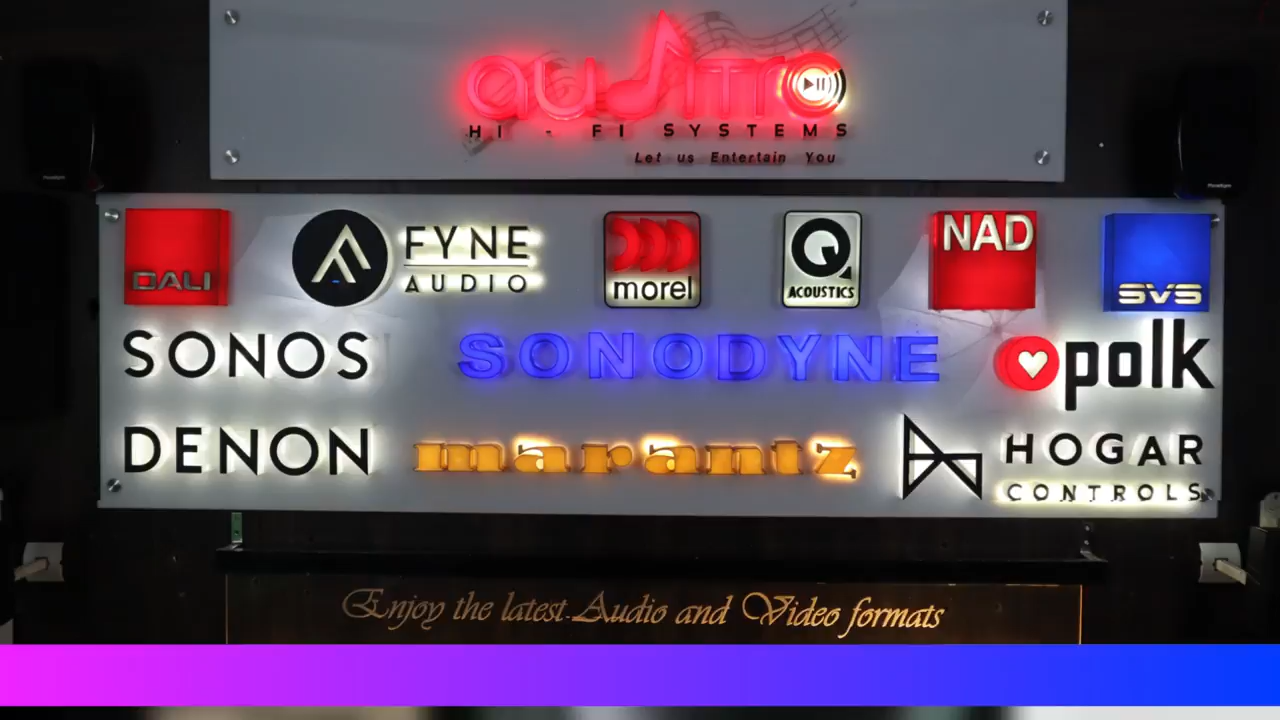 auditro
HI - FI SYSTEMS
Let us Entertain You
DALI
FYNE
AUDIO
morel
Q
ACOUSTICS
NAD
SVS
SONOS
SONODYNE
polk
DENON
marantz
HOGAR
CONTROLS
Enjoy the latest Audio and Video formats